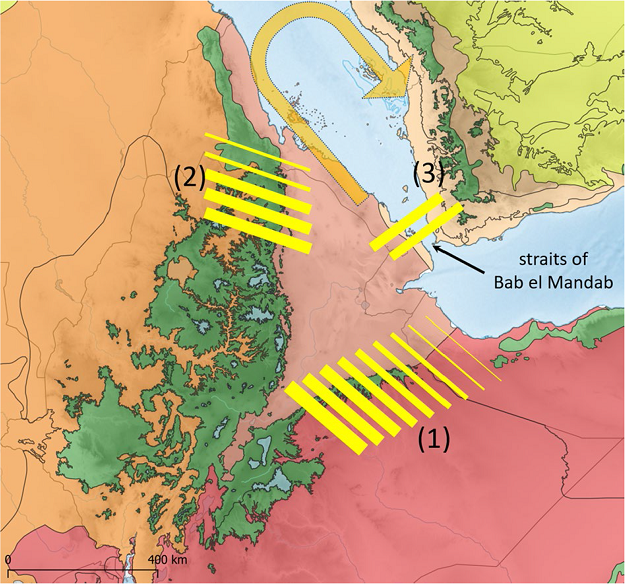 (2)
(3)
straits of
Bab el Mandab
(1)
0
400 km